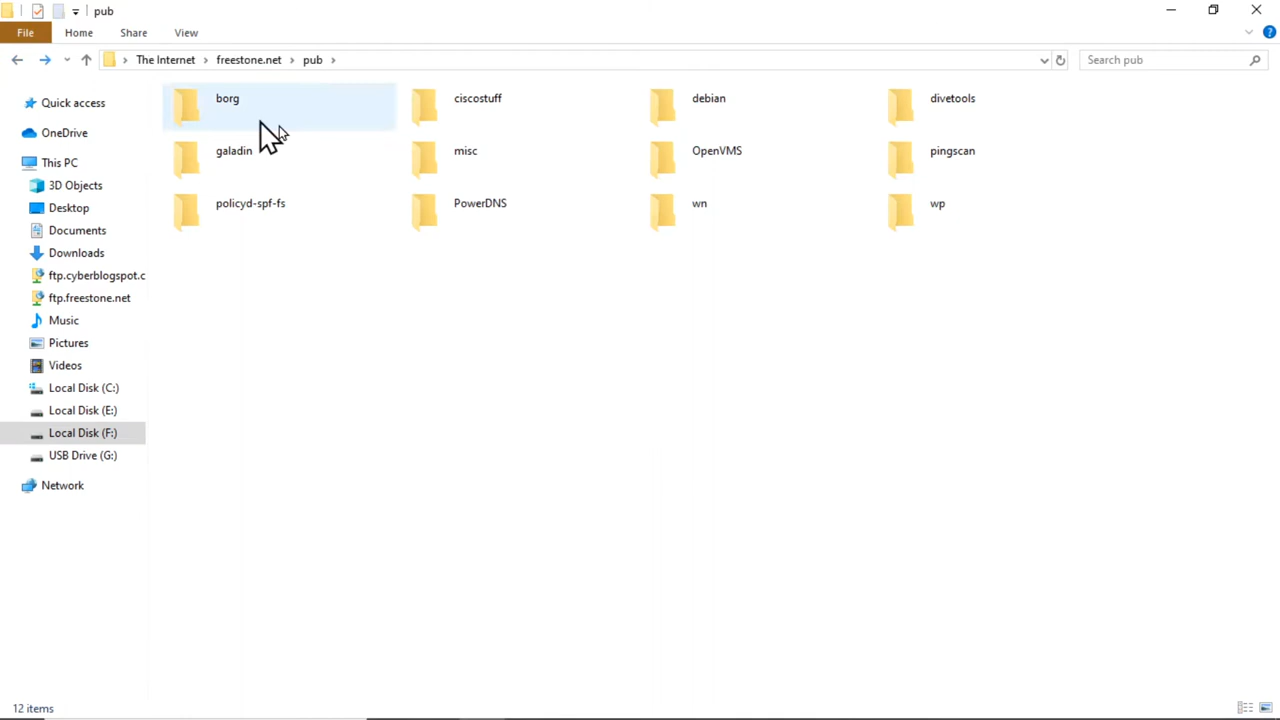 pub
File Home Share View
The Internet freestone.net pub
Search pub
borg ciscostuff debian divetools
galadin misc OpenVMS pingscan
policyd-spf-fs PowerDNS wn wp
Quick access
OneDrive
This PC
3D Objects
Desktop
Documents
Downloads
ftp.cyberblogspot.c
ftp.freestone.net
Music
Pictures
Videos
Local Disk (C:)
Local Disk (E:)
Local Disk (F:)
USB Drive (G:)
Network
12 items